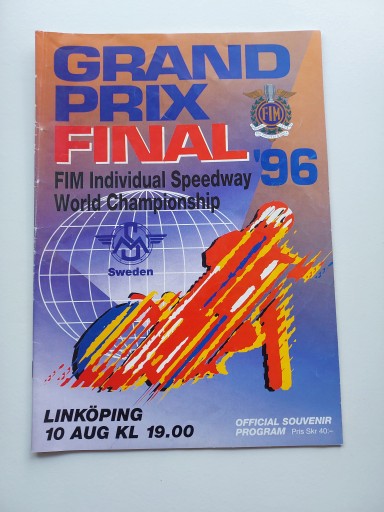 GRAND
PRIX
FINAL '96
FIM
FIM Individual Speedway
World Championship
SM
Sweden
LINKÖPING
10 AUG KL 19.00
OFFICIAL SOUVENIR
PROGRAM Pris Skr 40:-